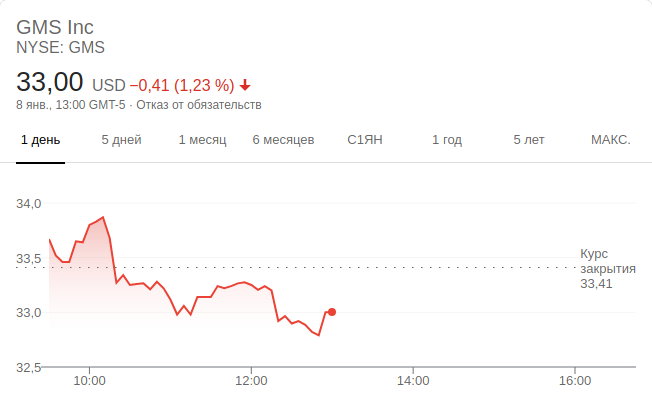 GMS Inc
NYSE: GMS
33,00 USD −0,41 (1,23 %)
8 янв., 13:00 GMT-5 · Отказ от обязательств
1 день 5 дней 1 месяц 6 месяцев С1ЯН 1 год 5 лет МАКС.
34,0
33,5
Курс
закрытия
33,41
33,0
32,5
10:00 12:00 14:00 16:00